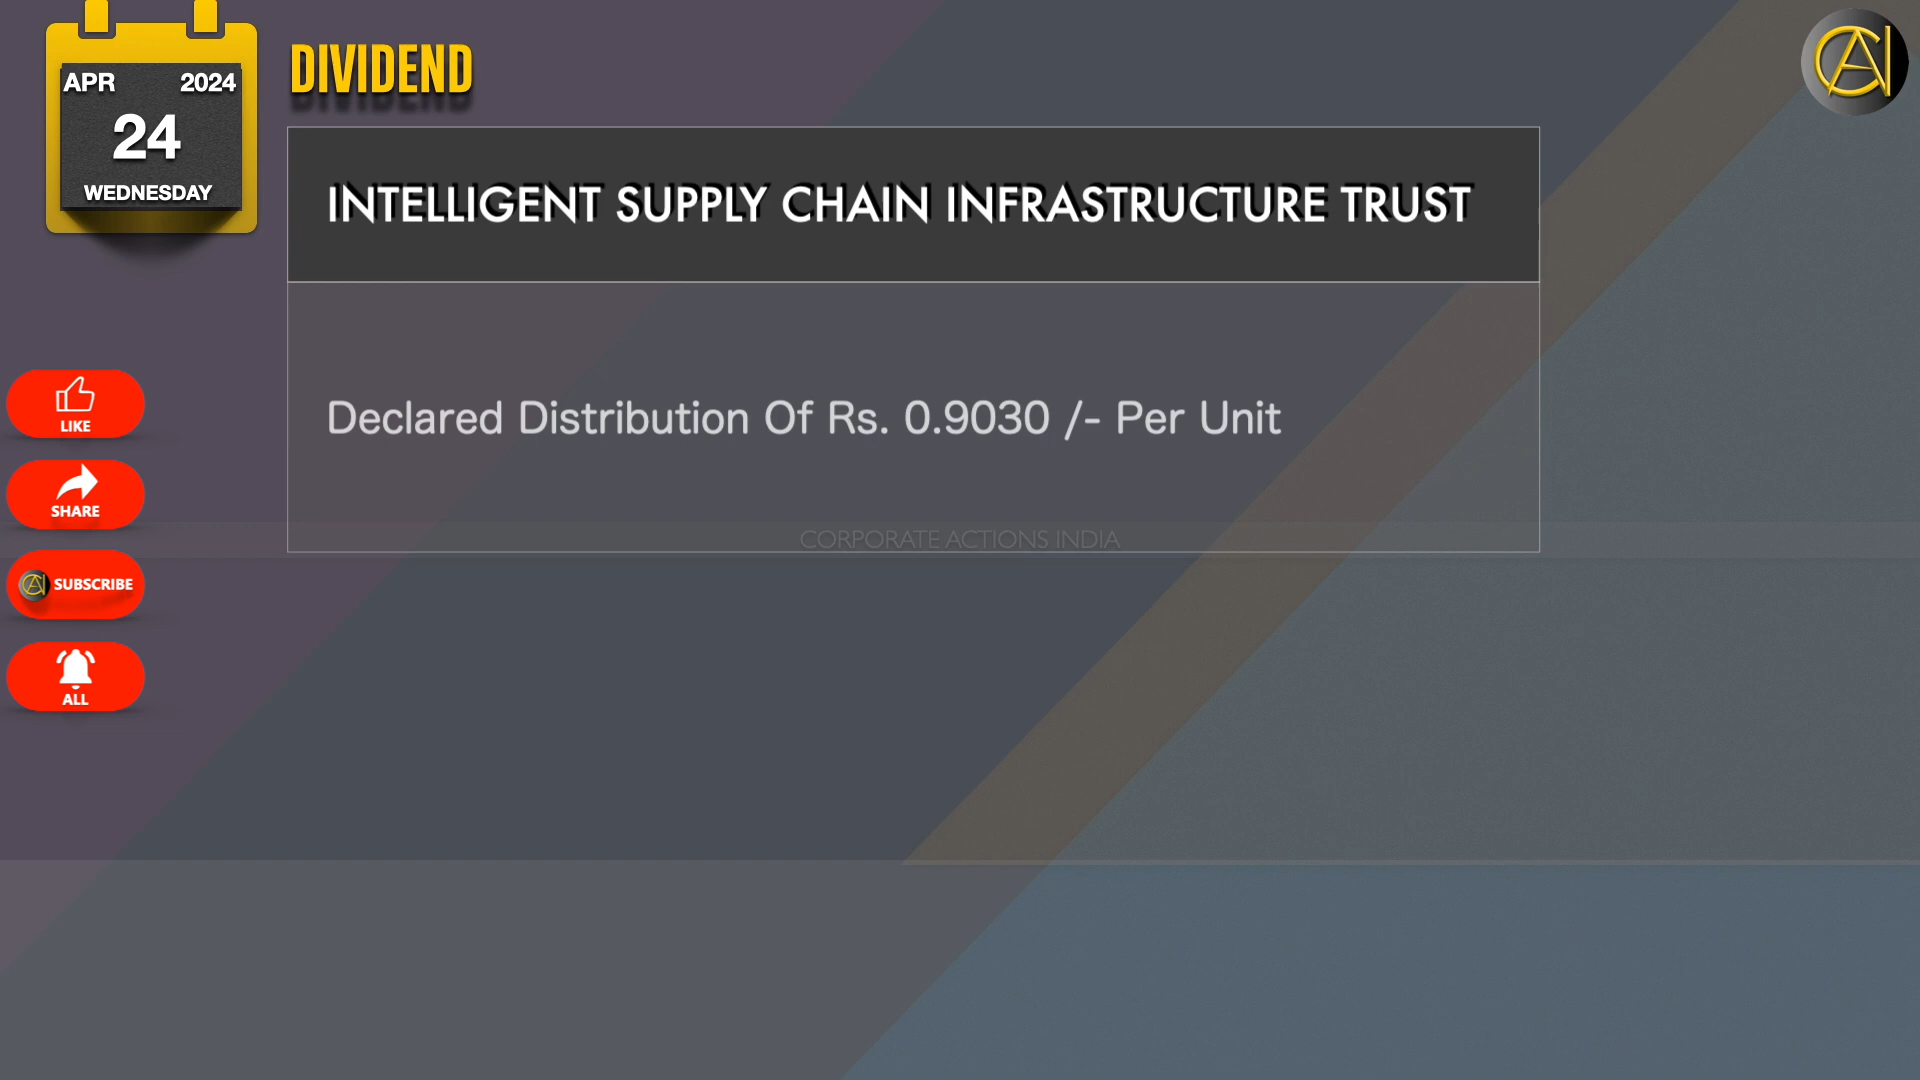 APR 2024
24
WEDNESDAY
DIVIDEND
INTELLIGENT SUPPLY CHAIN INFRASTRUCTURE TRUST
Declared Distribution Of Rs. 0.9030 /- Per Unit
CORPORATE ACTIONS INDIA
LIKE
SHARE
SUBSCRIBE
ALL
CAI